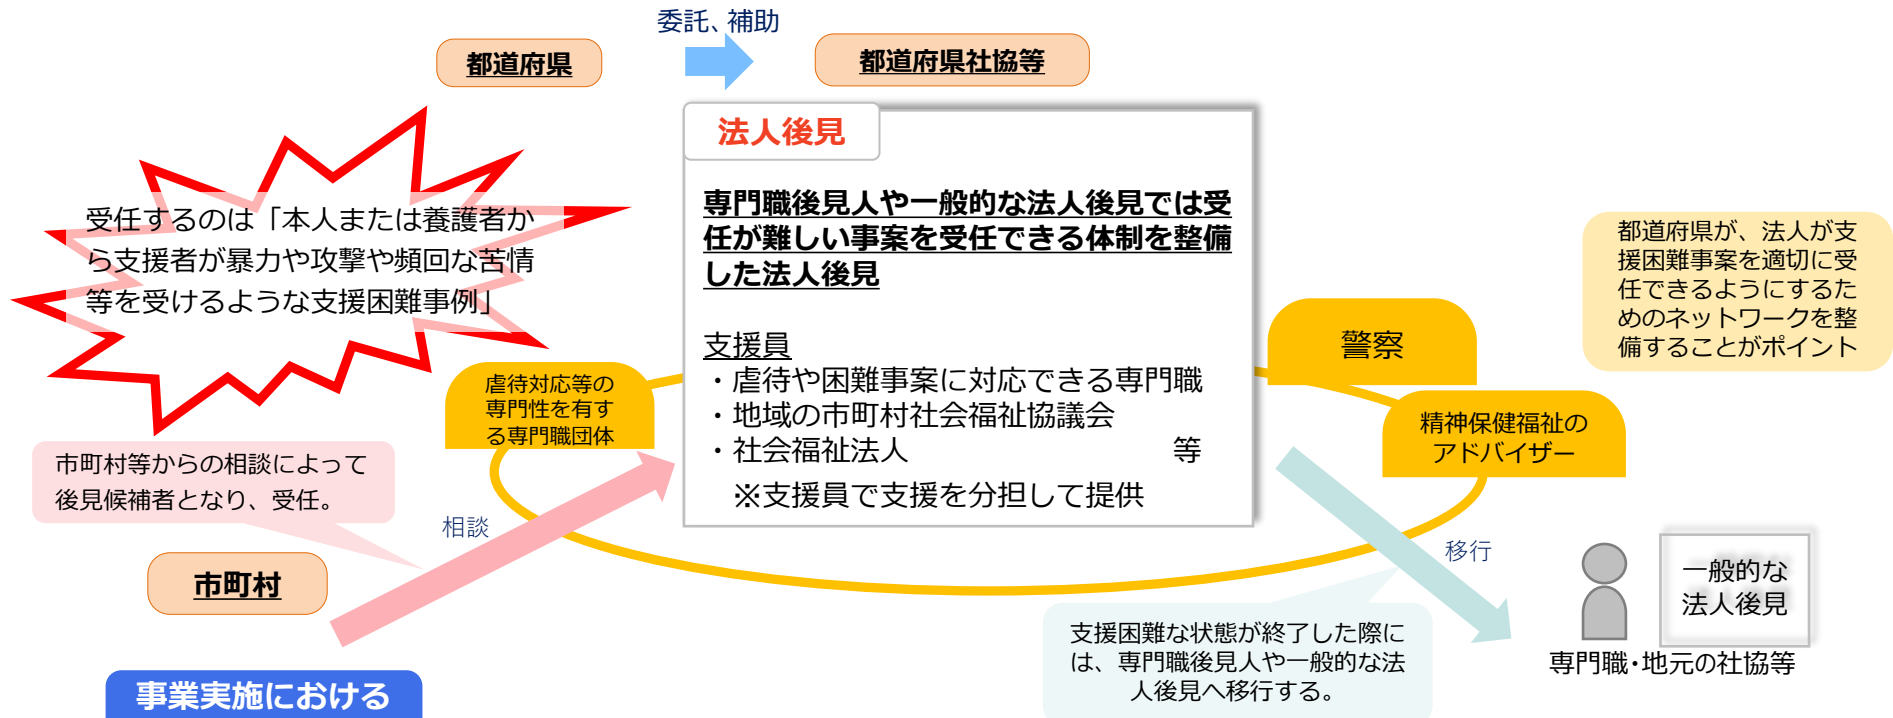 委託、補助
都道府県
都道府県社協等
法人後見
専門職後見人や一般的な法人後見では受
任が難しい事案を受任できる体制を整備
した法人後見
支援員
・虐待や困難事案に対応できる専門職
・地域の市町村社会福祉協議会
・社会福祉法人 等
※支援員で支援を分担して提供
受任するのは「本人または養護者か
ら支援者が暴力や攻撃や頻回な苦情
等を受けるような支援困難事例」
都道府県が、法人が支
援困難事案を適切に受
任できるようにするた
めのネットワークを整
備することがポイント
警察
虐待対応等の
専門性を有す
る専門職団体
精神保健福祉の
アドバイザー
市町村等からの相談によって
後見候補者となり、受任。
相談
移行
市町村
一般的な
法人後見
支援困難な状態が終了した際に
は、専門職後見人や一般的な法
人後見へ移行する。
専門職・地元の社協等
事業実施における